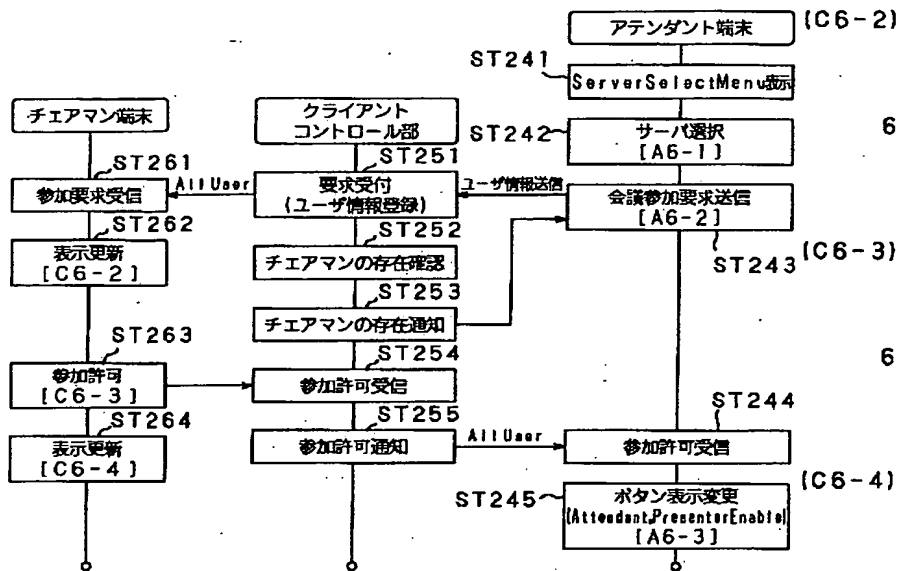 (C6-2)
アテンダント端末
ST241
ServerSelectMenu表示
チェアマン端末
クライアント
コントロール部
ST242
サーバ選択
[A6-1]
6
ST261
参加要求受信
AllUser
ST251
要求受付
(ユーザ情報登録)
ユーザ情報送信
会議参加要求送信
[A6-2]
ST243
(C6-3)
ST262
表示更新
[C6-2]
ST252
チェアマンの存在確認
ST253
チェアマンの存在通知
ST263
参加許可
[C6-3]
ST254
参加許可受信
6
ST264
表示更新
[C6-4]
ST255
参加許可通知
AllUser
ST244
参加許可受信
(C6-4)
ST245
ボタン表示変更
(Attendant,PresenterEnable)
[A6-3]